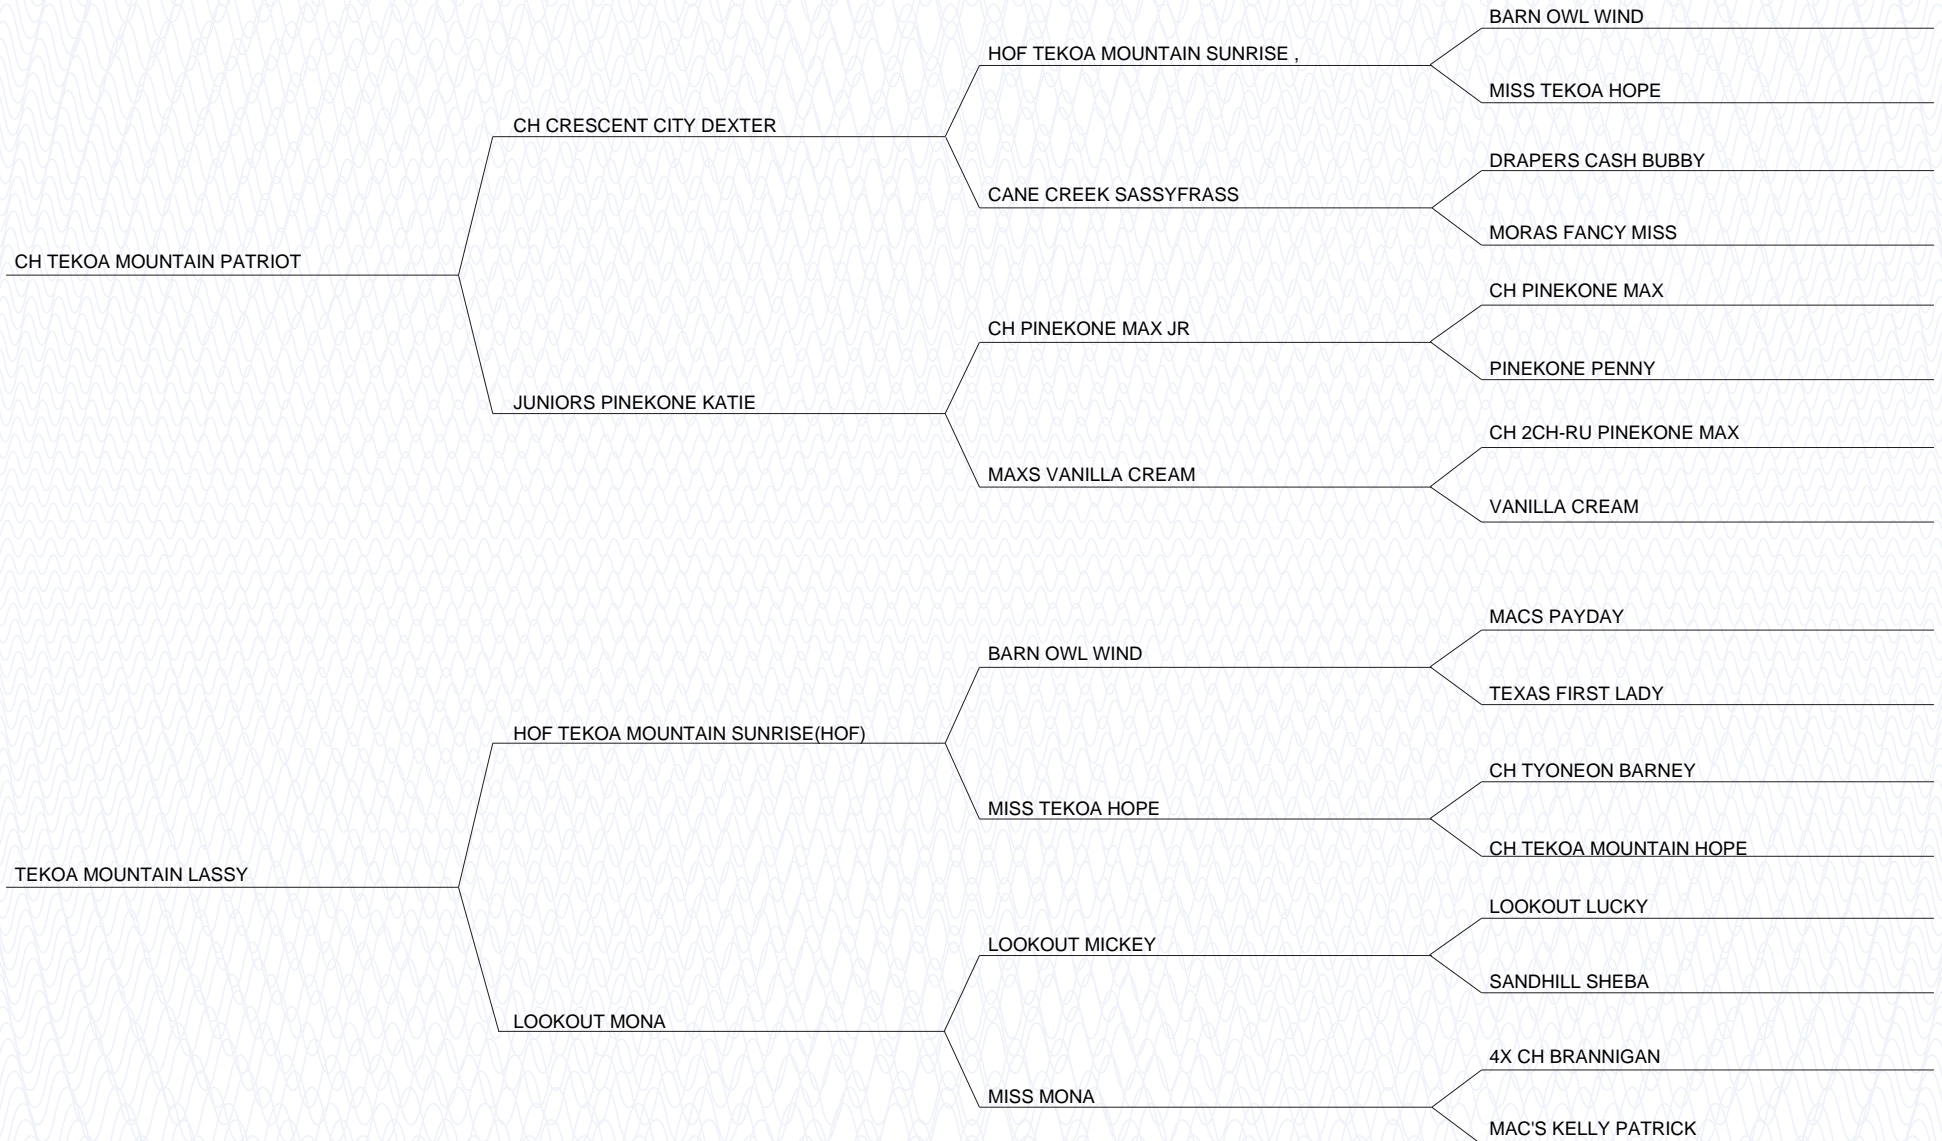 BARN OWL WIND
HOF TEKOA MOUNTAIN SUNRISE ,
MISS TEKOA HOPE
CH CRESCENT CITY DEXTER
DRAPERS CASH BUBBY
CANE CREEK SASSYFRASS
MORAS FANCY MISS
CH TEKOA MOUNTAIN PATRIOT
CH PINEKONE MAX
CH PINEKONE MAX JR
PINEKONE PENNY
JUNIORS PINEKONE KATIE
CH 2CH-RU PINEKONE MAX
MAXS VANILLA CREAM
VANILLA CREAM
MACS PAYDAY
BARN OWL WIND
TEXAS FIRST LADY
HOF TEKOA MOUNTAIN SUNRISE(HOF)
CH TYONEON BARNEY
MISS TEKOA HOPE
CH TEKOA MOUNTAIN HOPE
TEKOA MOUNTAIN LASSY
LOOKOUT LUCKY
LOOKOUT MICKEY
SANDHILL SHEBA
LOOKOUT MONA
4X CH BRANNIGAN
MISS MONA
MAC'S KELLY PATRICK